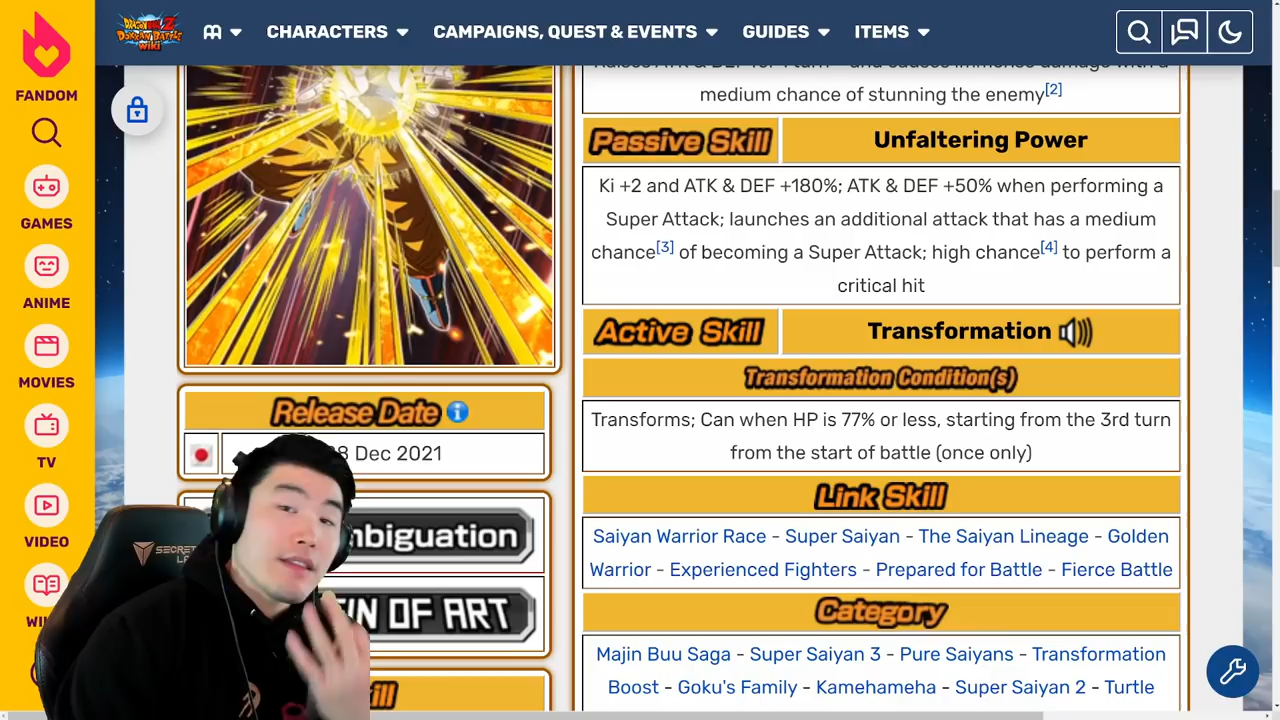 DRAGON BALL Z
DOKKAN BATTLE
WIKI
CHARACTERS
CAMPAIGNS, QUEST & EVENTS
GUIDES
ITEMS
FANDOM
GAMES
ANIME
MOVIES
TV
VIDEO
medium chance of stunning the enemy[2]
Passive Skill
Unfaltering Power
Ki +2 and ATK & DEF +180%; ATK & DEF +50% when performing a
Super Attack; launches an additional attack that has a medium
chance[3] of becoming a Super Attack; high chance[4] to perform a
critical hit
Active Skill
Transformation
Transformation Condition(s)
Transforms; Can when HP is 77% or less, starting from the 3rd turn
from the start of battle (once only)
Link Skill
Saiyan Warrior Race - Super Saiyan - The Saiyan Lineage - Golden
Warrior - Experienced Fighters - Prepared for Battle - Fierce Battle
Category
Majin Buu Saga - Super Saiyan 3 - Pure Saiyans - Transformation
Boost - Goku's Family - Kamehameha - Super Saiyan 2 - Turtle
Release Date
8 Dec 2021
mbiguation
IN OF ART
SECRET